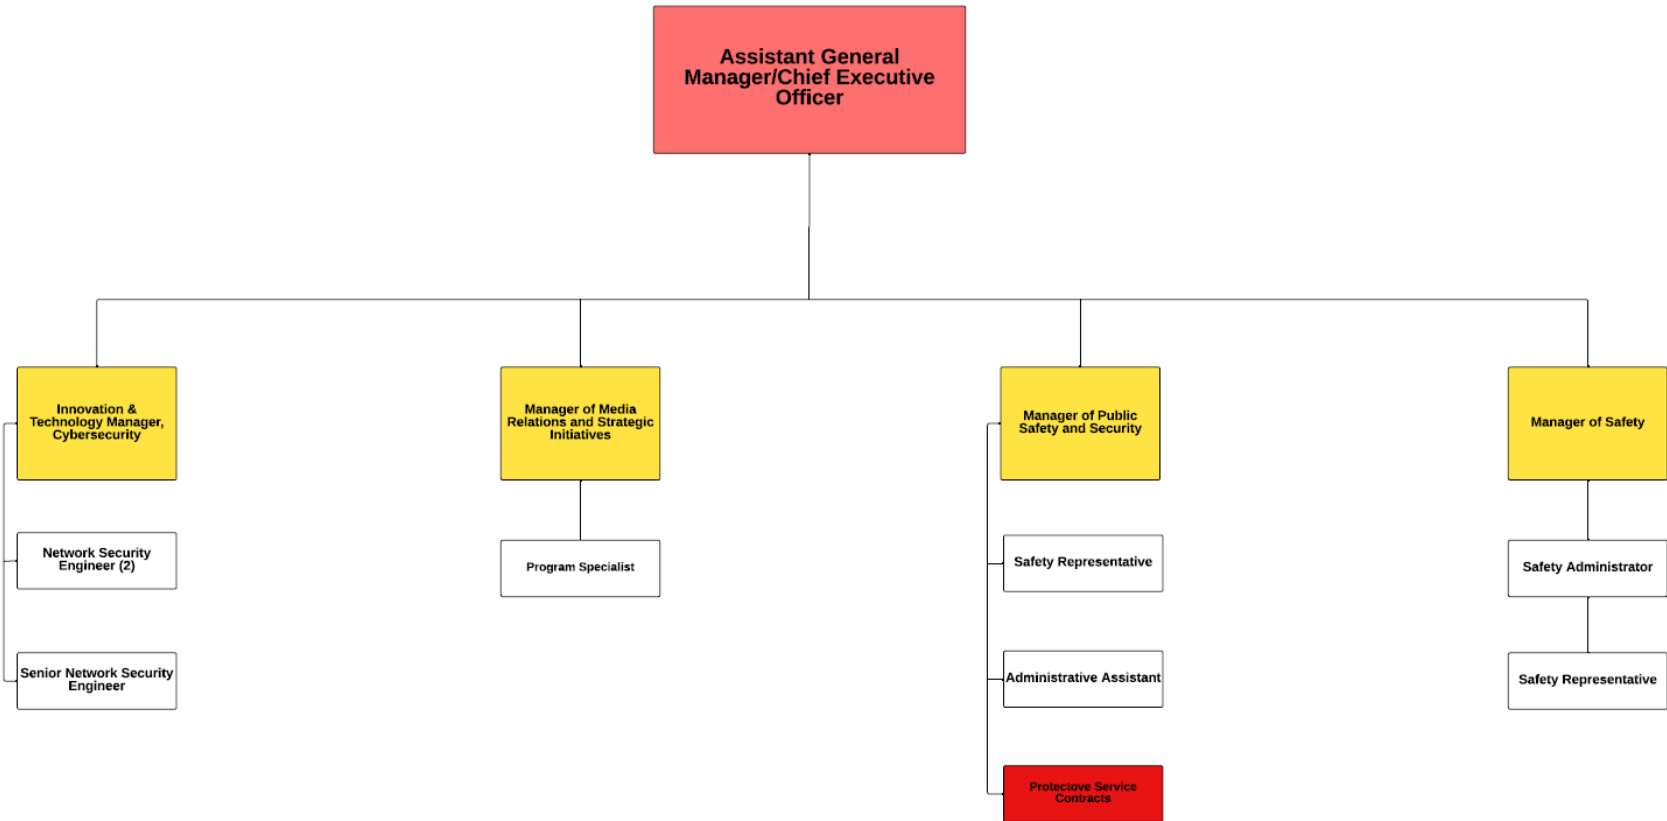 Assistant General
Manager/Chief Executive
Officer
Innovation &
Technology Manager,
Cybersecurity
Manager of Media
Relations and Strategic
Initiatives
Manager of Public
Safety and Security
Manager of Safety
Network Security
Engineer (2)
Program Specialist
Safety Representative
Safety Administrator
Senior Network Security
Engineer
Administrative Assistant
Safety Representative
Protectove Service
Contracts